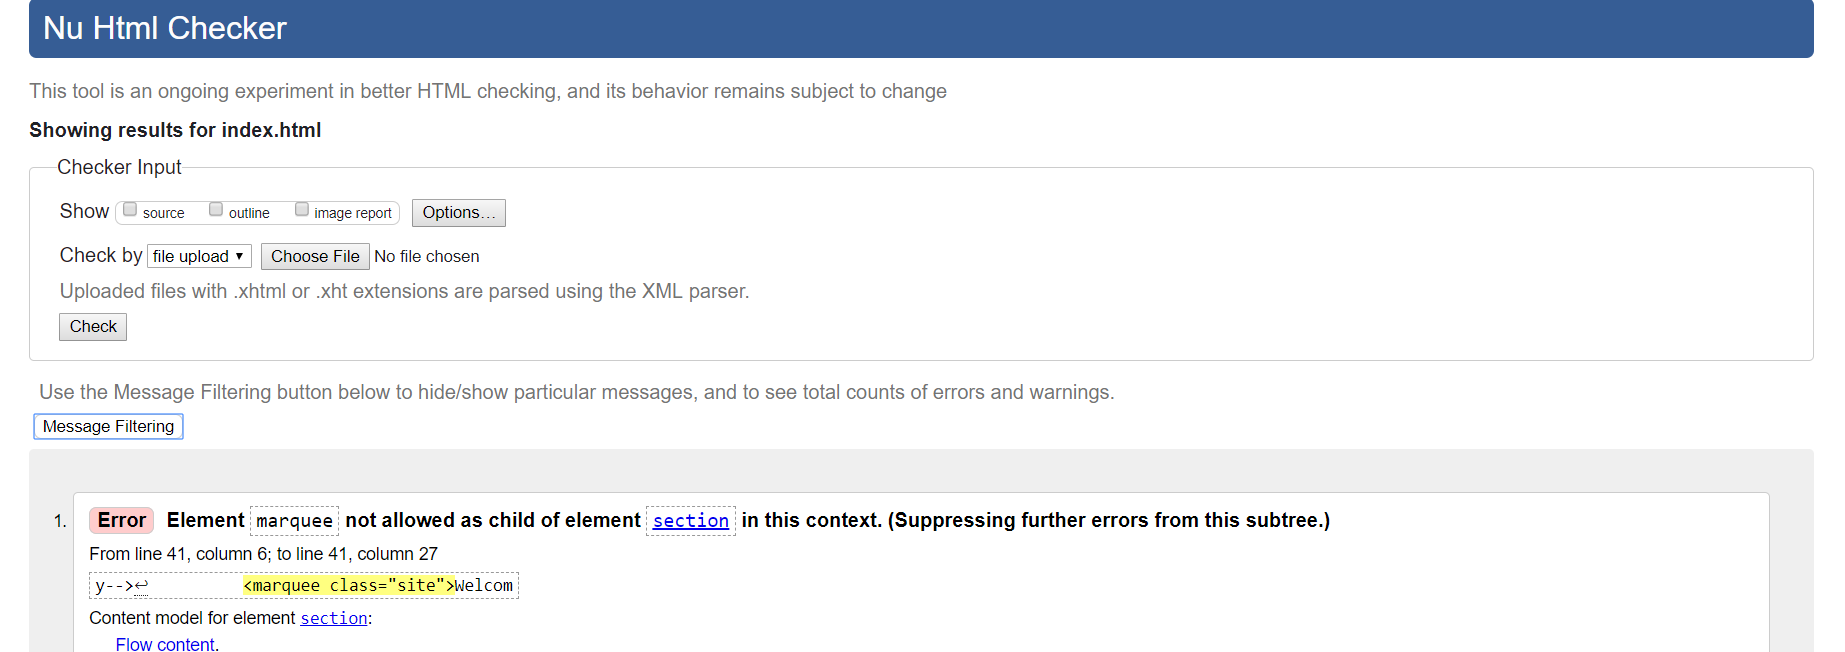 Nu Html Checker
This tool is an ongoing experiment in better HTML checking, and its behavior remains subject to change
Showing results for index.html
Checker Input
Show source outline image report Options...
Check by file upload ▼ Choose File No file chosen
Uploaded files with .xhtml or .xht extensions are parsed using the XML parser.
Check
Use the Message Filtering button below to hide/show particular messages, and to see total counts of errors and warnings.
Message Filtering
1. Error Element marquee not allowed as child of element section in this context. (Suppressing further errors from this subtree.)
From line 41, column 6; to line 41, column 27
y-->↩ <marquee class="site">Welcom
Content model for element section:
Flow content.